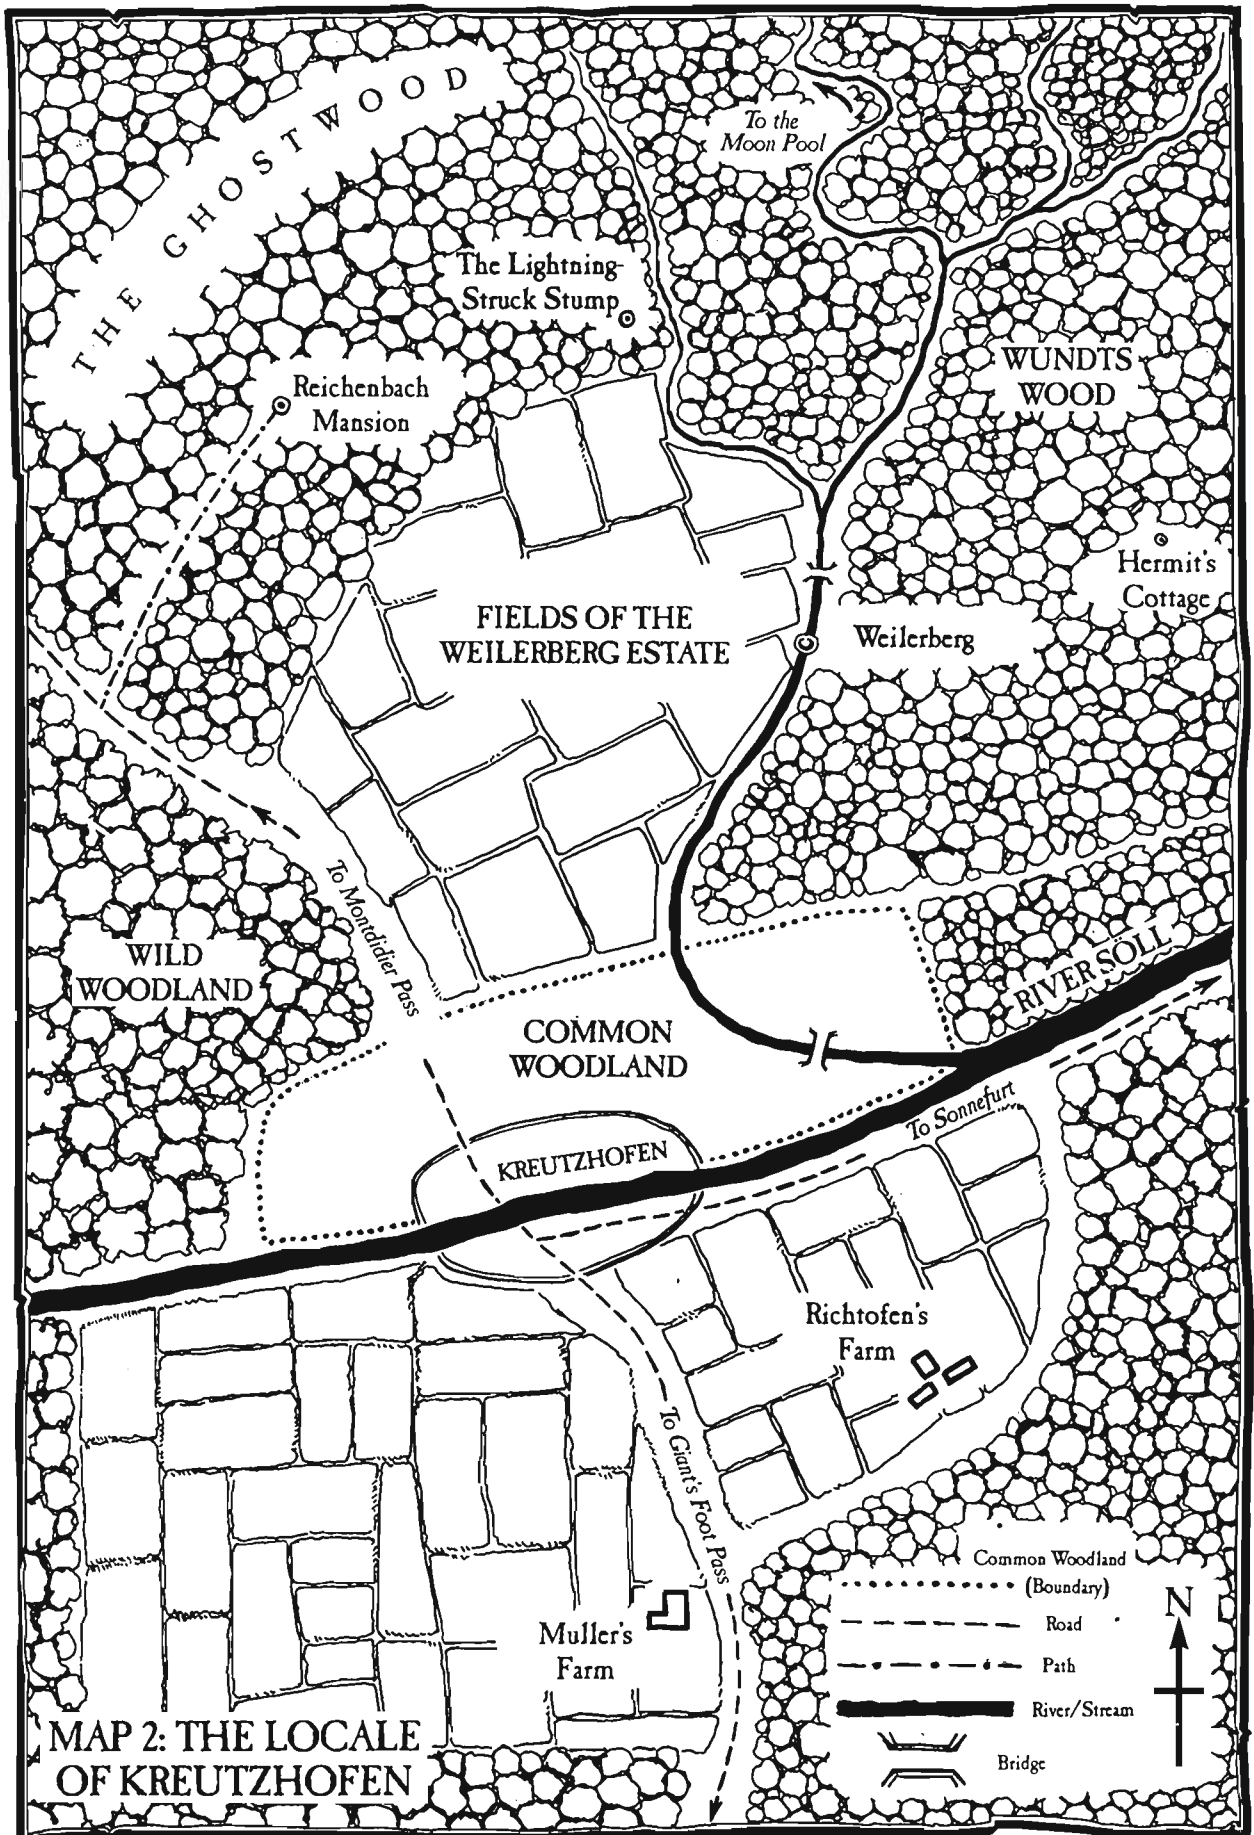 THE GHOSTWOOD
To the
Moon Pool
The Lightning-
Struck Stump
Reichenbach
Mansion
WUNDTS
WOOD
Hermit's
Cottage
FIELDS OF THE
WEILERBERG ESTATE
Weilerberg
To Montdidier Pass
WILD
WOODLAND
RIVER SÖLL
COMMON
WOODLAND
To Sonnefurt
KREUTZHOFEN
Richtofen's
Farm
To Giant's Foot Pass
Muller's
Farm
Common Woodland
(Boundary)
Road
Path
River/Stream
Bridge
N
MAP 2: THE LOCALE
OF KREUTZHOFEN